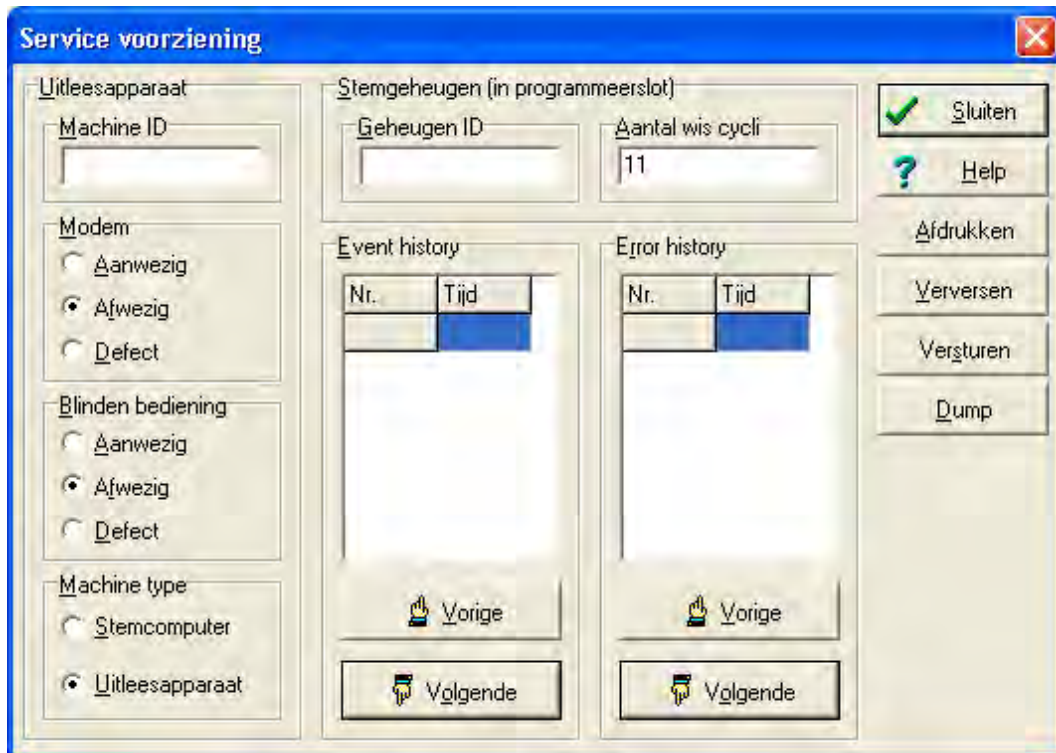 Service voorziening
Uitleesapparaat
Machine ID
Modem
Aanwezig
Afwezig
Defect
Blinden bediening
Aanwezig
Afwezig
Defect
Machine type
Stemcomputer
Uitleesapparaat
Stemgeheugen (in programmeerslot)
Geheugen ID
Aantal wis cycli
11
Event history
Nr. Tijd
Vorige
Volgende
Error history
Nr. Tijd
Vorige
Volgende
Sluiten
? Help
Afdrukken
Verversen
Versturen
Dump